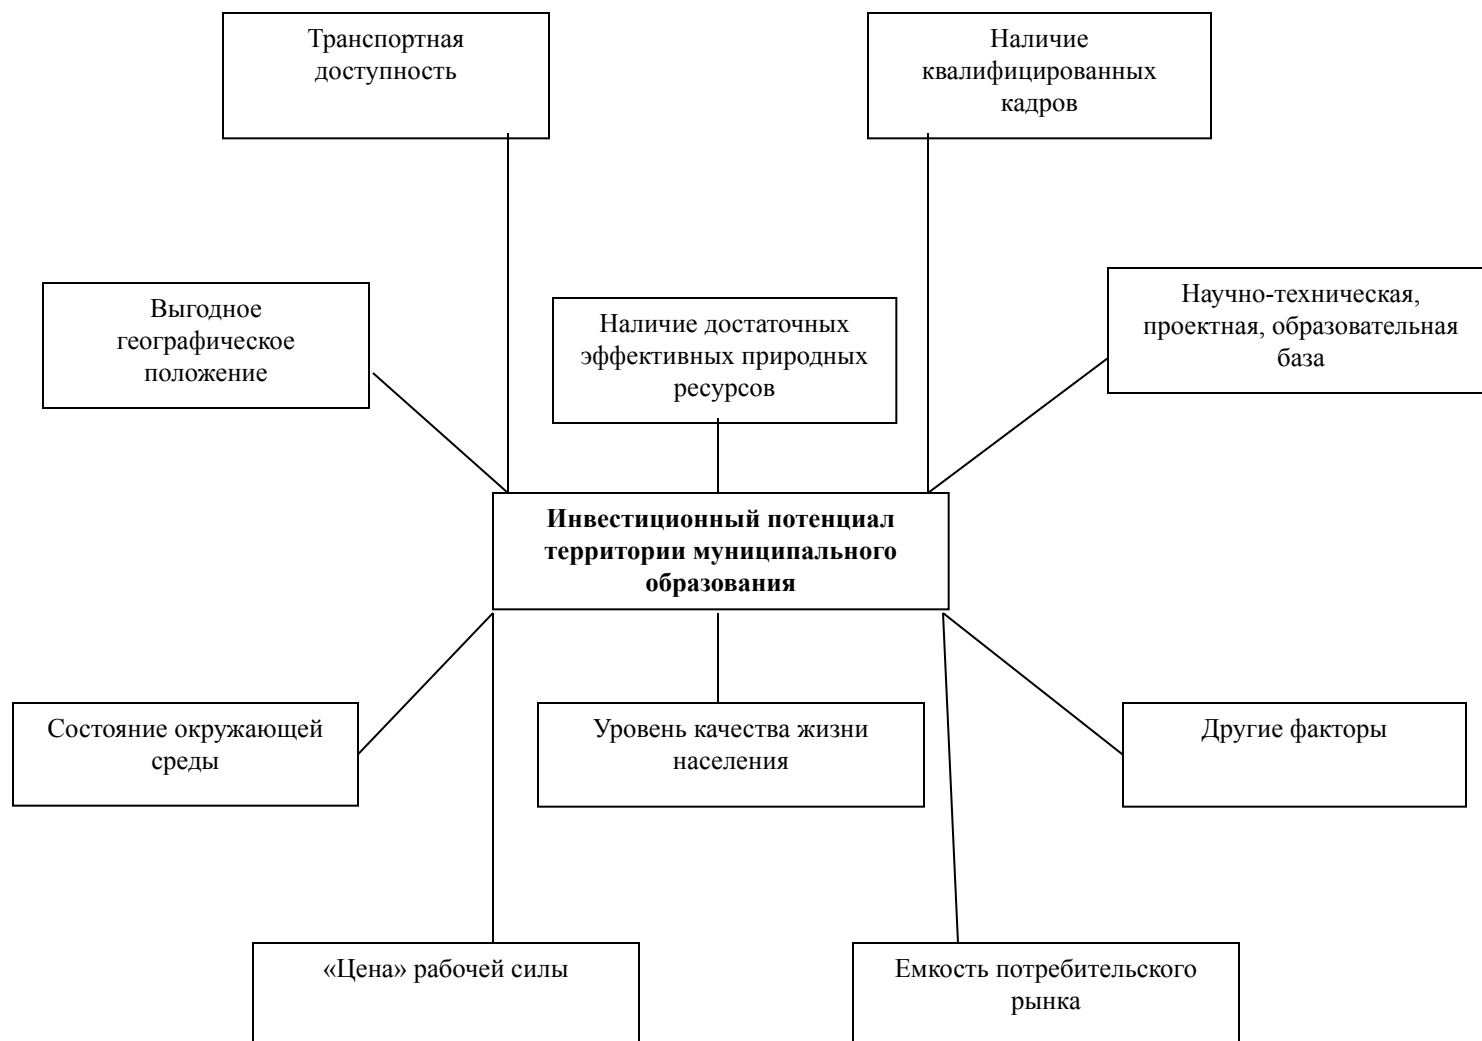 Транспортная
доступность
Наличие
квалифицированных
кадров
Выгодное
географическое
положение
Наличие достаточных
эффективных природных
ресурсов
Научно-техническая,
проектная, образовательная
база
Инвестиционный потенциал
территории муниципального
образования
Состояние окружающей
среды
Уровень качества жизни
населения
Другие факторы
«Цена» рабочей силы
Емкость потребительского
рынка